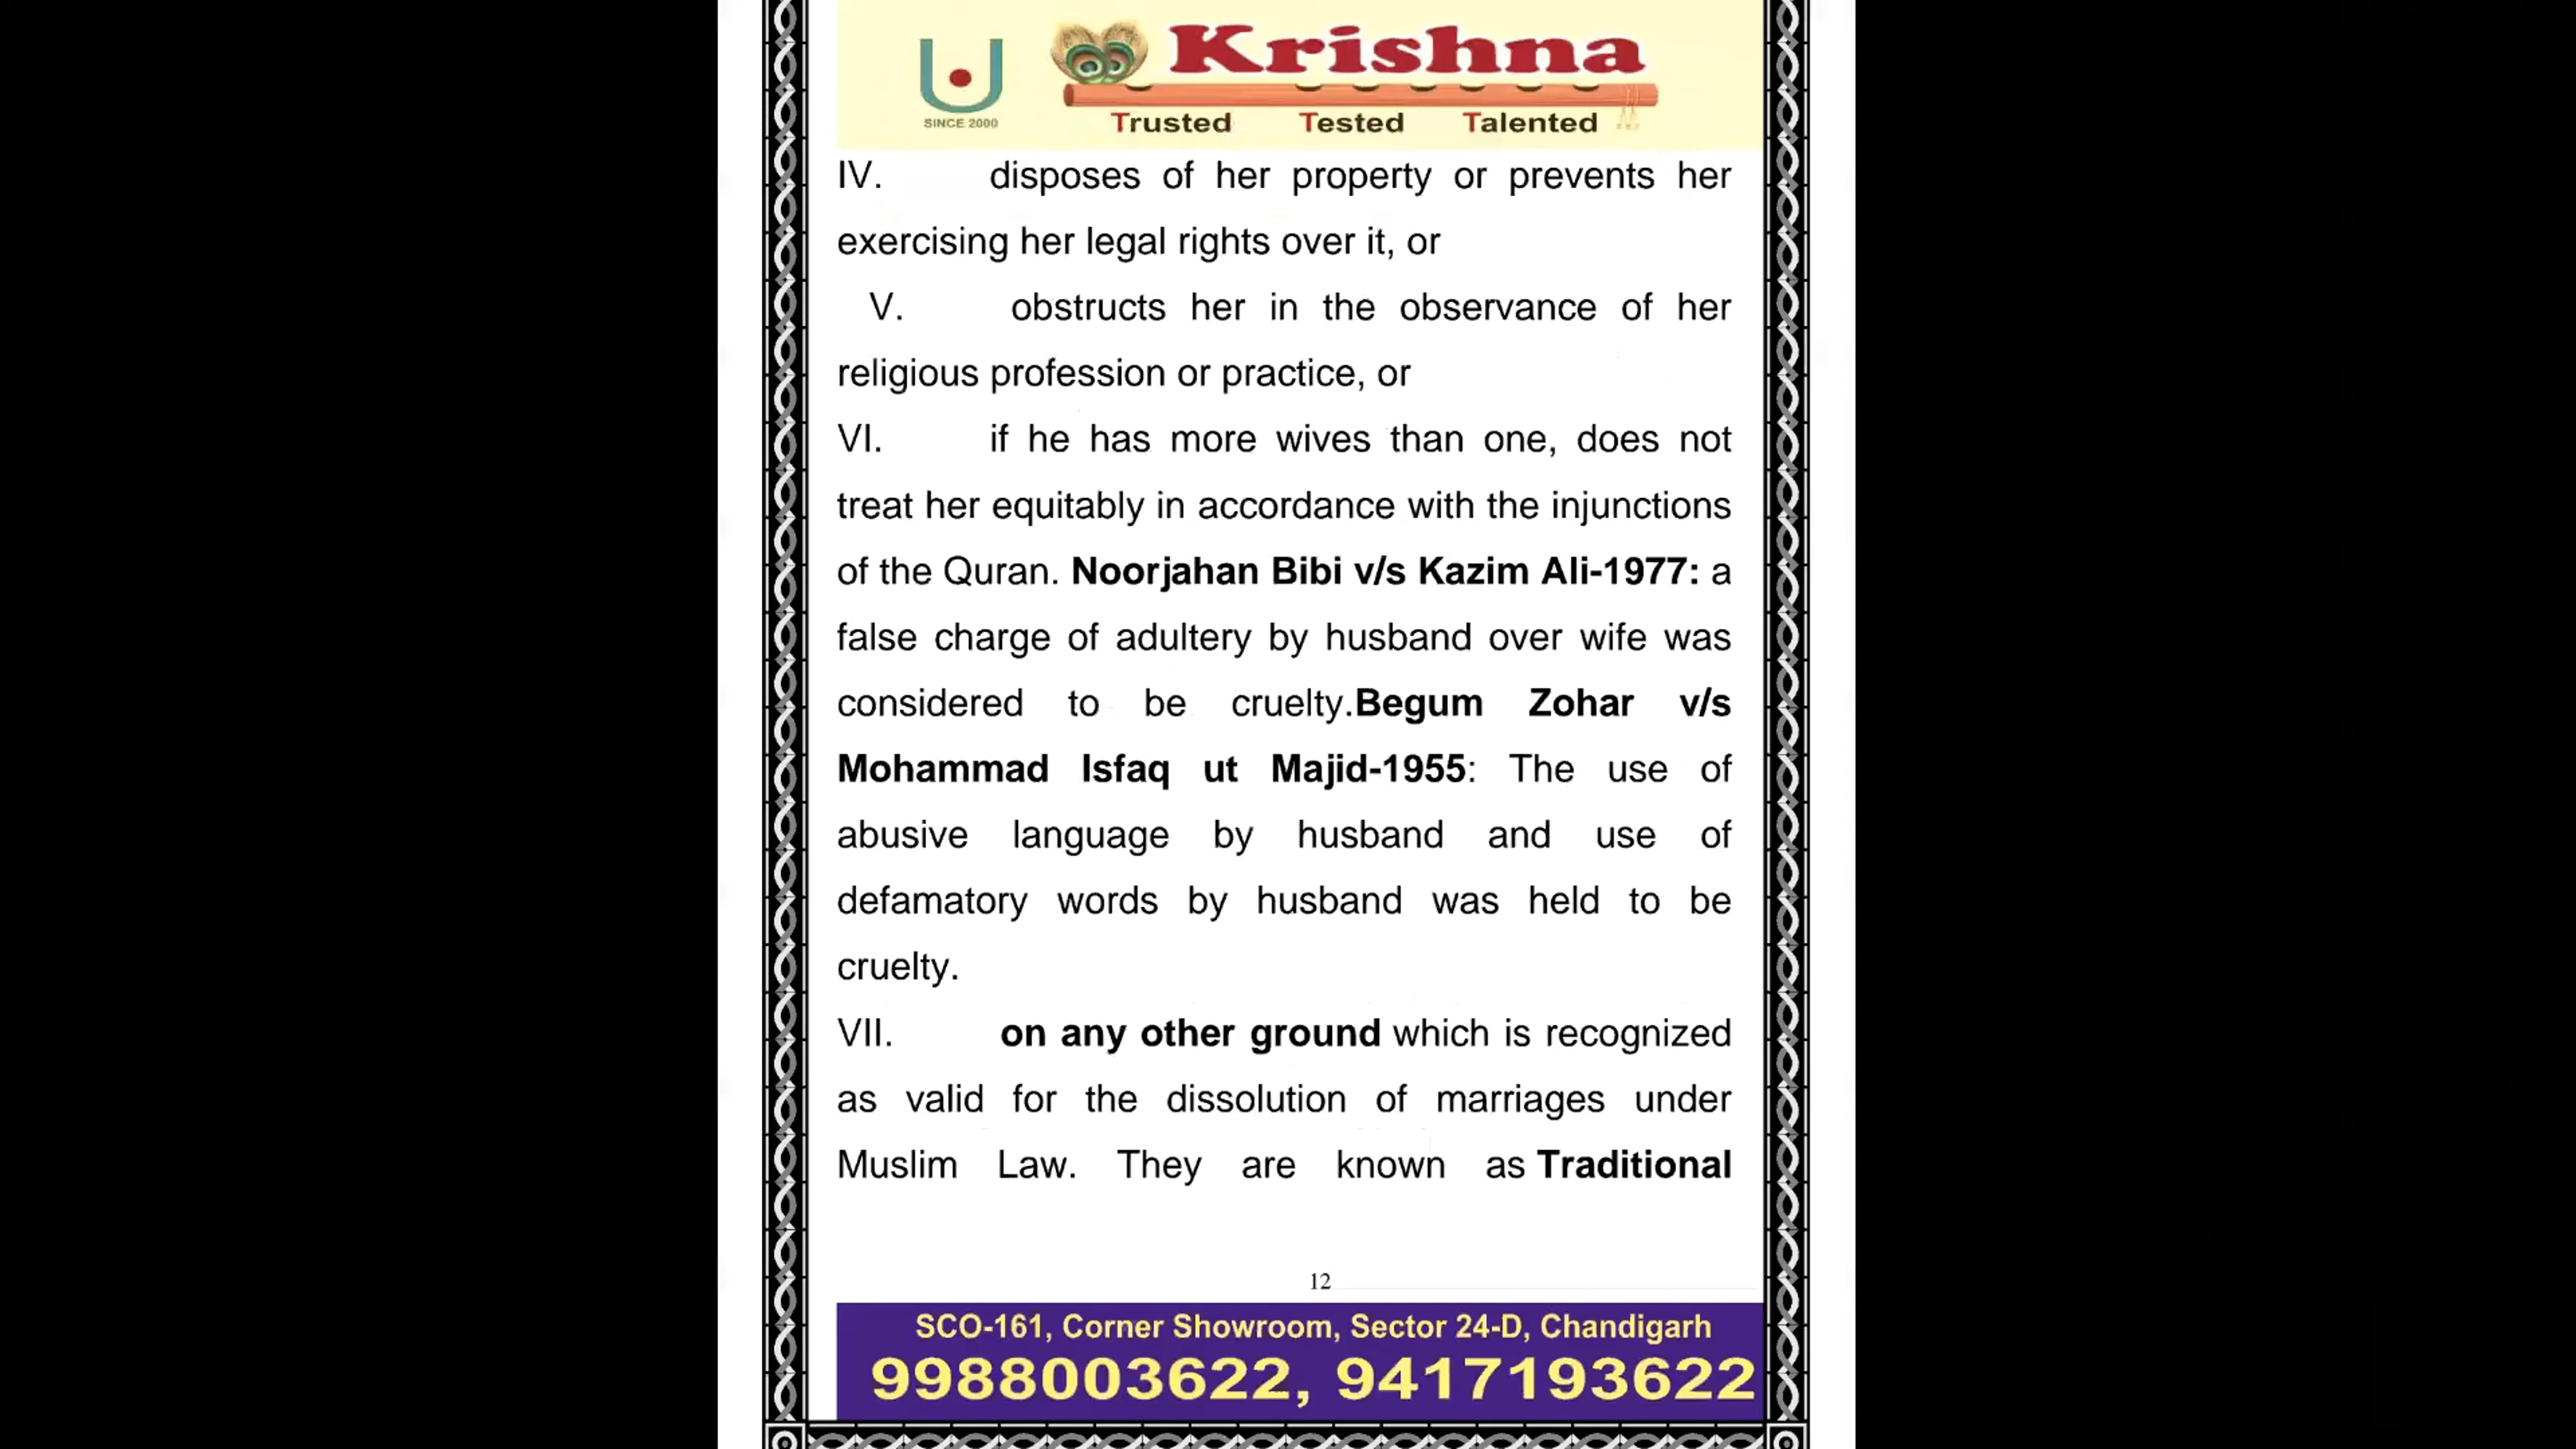 Krishna
SINCE 2000
Trusted Tested Talented
IV. disposes of her property or prevents her
exercising her legal rights over it, or
V. obstructs her in the observance of her
religious profession or practice, or
VI. if he has more wives than one, does not
treat her equitably in accordance with the injunctions
of the Quran. Noorjahan Bibi v/s Kazim Ali-1977: a
false charge of adultery by husband over wife was
considered to be cruelty.Begum Zohar v/s
Mohammad Isfaq ut Majid-1955: The use of
abusive language by husband and use of
defamatory words by husband was held to be
cruelty.
VII. on any other ground which is recognized
as valid for the dissolution of marriages under
Muslim Law. They are known as Traditional
12
SCO-161, Corner Showroom, Sector 24-D, Chandigarh
9988003622, 9417193622